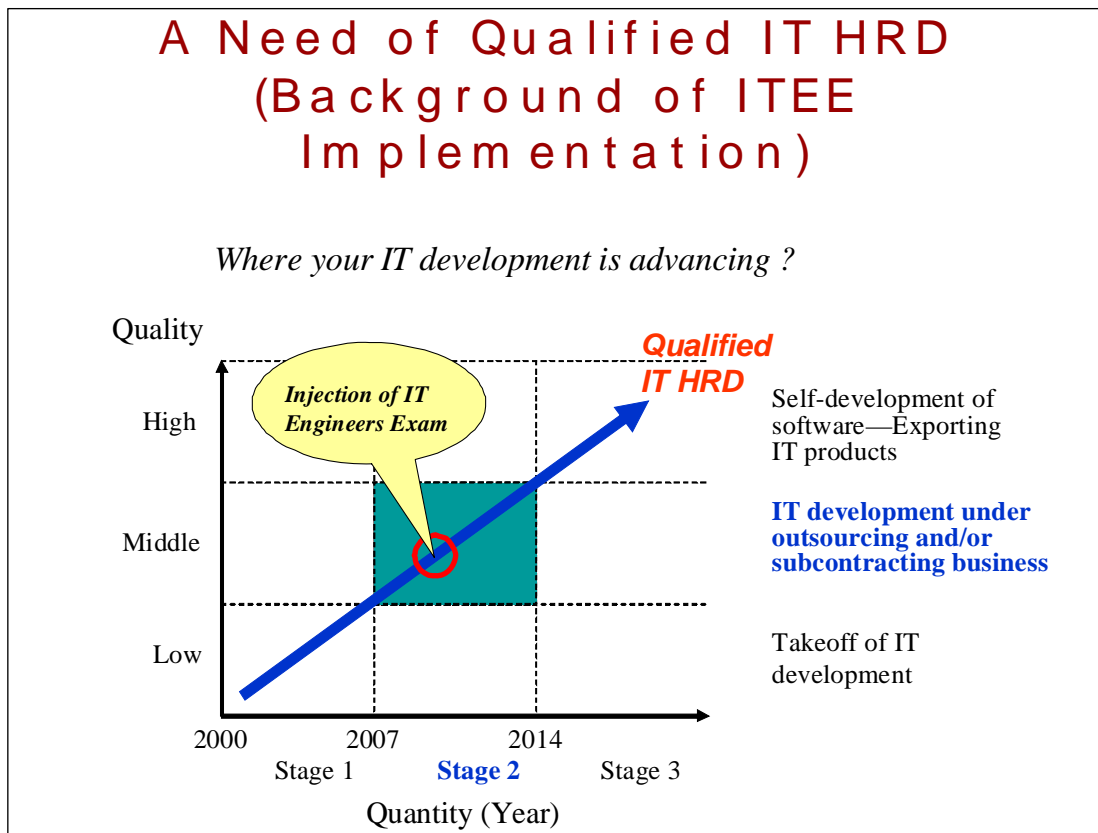 A Need of Qualified IT HRD
(Background of ITEE
Implementation)
Where your IT development is advancing ?
Quality
Qualified
IT HRD
Injection of IT
Engineers Exam
High
Self-development of
software—Exporting
IT products
Middle
IT development under
outsourcing and/or
subcontracting business
Low
Takeoff of IT
development
2000 2007 2014
Stage 1 Stage 2 Stage 3
Quantity (Year)